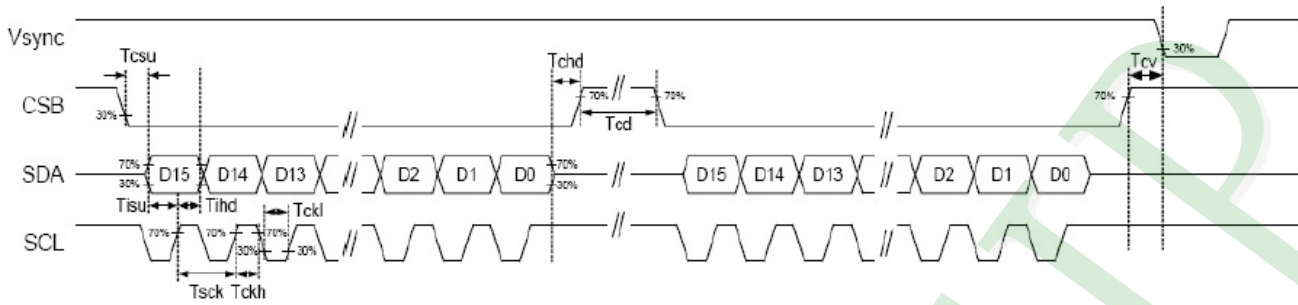 Vsync
30%
Tcsu
Tchd
Tcv
CSB
30%
70%
70%
70%
Tcd
SDA
70%
30%
D15
D14
D13
D2
D1
D0
70%
30%
D15
D14
D13
D2
D1
D0
Tisu
Tihd
Tckl
SCL
70%
70%
70%
30%
30%
Tsck
Tckh